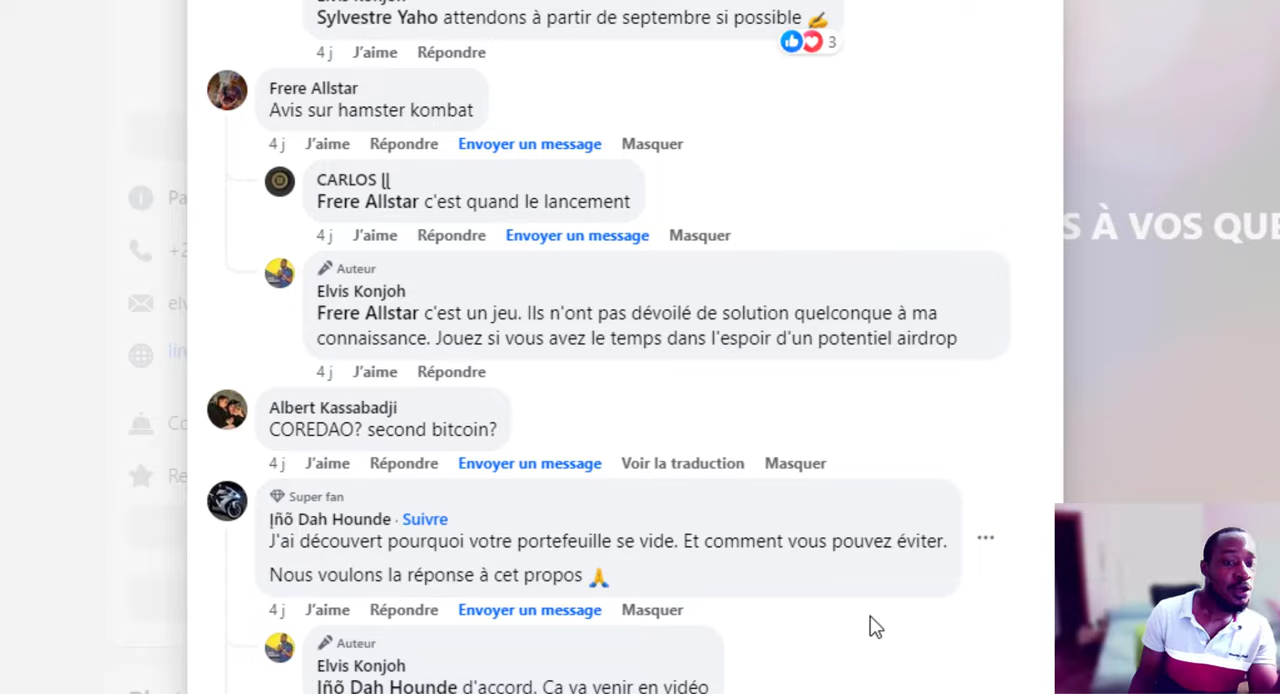 Sylvestre Yaho attendons à partir de septembre si possible ✍
3
4 j J'aime Répondre
Frere Allstar
Avis sur hamster kombat
4 j J'aime Répondre Envoyer un message Masquer
CARLOS ɭɭ
Frere Allstar c'est quand le lancement
4 j J'aime Répondre Envoyer un message Masquer
Auteur
Elvis Konjoh
Frere Allstar c'est un jeu. Ils n'ont pas dévoilé de solution quelconque à ma
connaissance. Jouez si vous avez le temps dans l'espoir d'un potentiel airdrop
4 j J'aime Répondre
Albert Kassabadji
COREDAO? second bitcoin?
4 j J'aime Répondre Envoyer un message Voir la traduction Masquer
Super fan
Įñõ Dah Hounde · Suivre
J'ai découvert pourquoi votre portefeuille se vide. Et comment vous pouvez éviter.
Nous voulons la réponse à cet propos 🙏
4 j J'aime Répondre Envoyer un message Masquer
Auteur
Elvis Konjoh
Įñõ Dah Hounde d'accord. Ça va venir en vidéo
S À VOS QUE